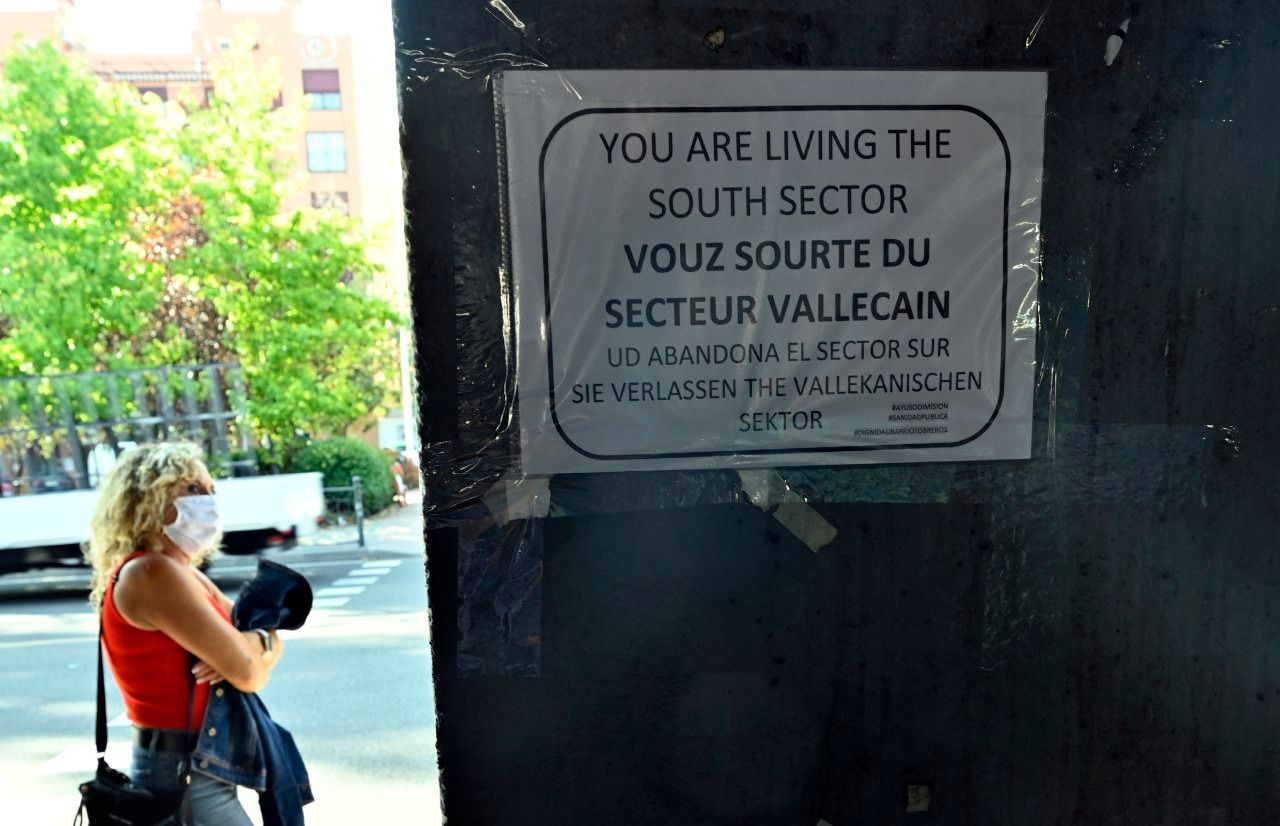 YOU ARE LIVING THE
SOUTH SECTOR
VOUZ SOURTE DU
SECTEUR VALLECAIN
UD ABANDONA EL SECTOR SUR
SIE VERLASSEN THE VALLEKANISCHEN
SEKTOR
#AYUSODIMISION
#SANIDADPUBLICA
#DIGNIDADBARRIOSOBREROS